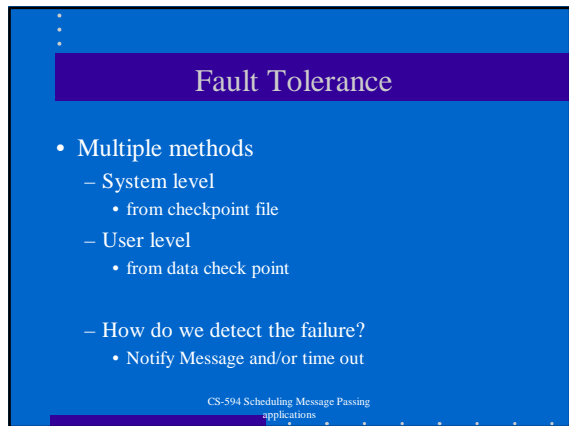 Fault Tolerance
• Multiple methods
– System level
• from checkpoint file
– User level
• from data check point
– How do we detect the failure?
• Notify Message and/or time out
CS-594 Scheduling Message Passing
applications